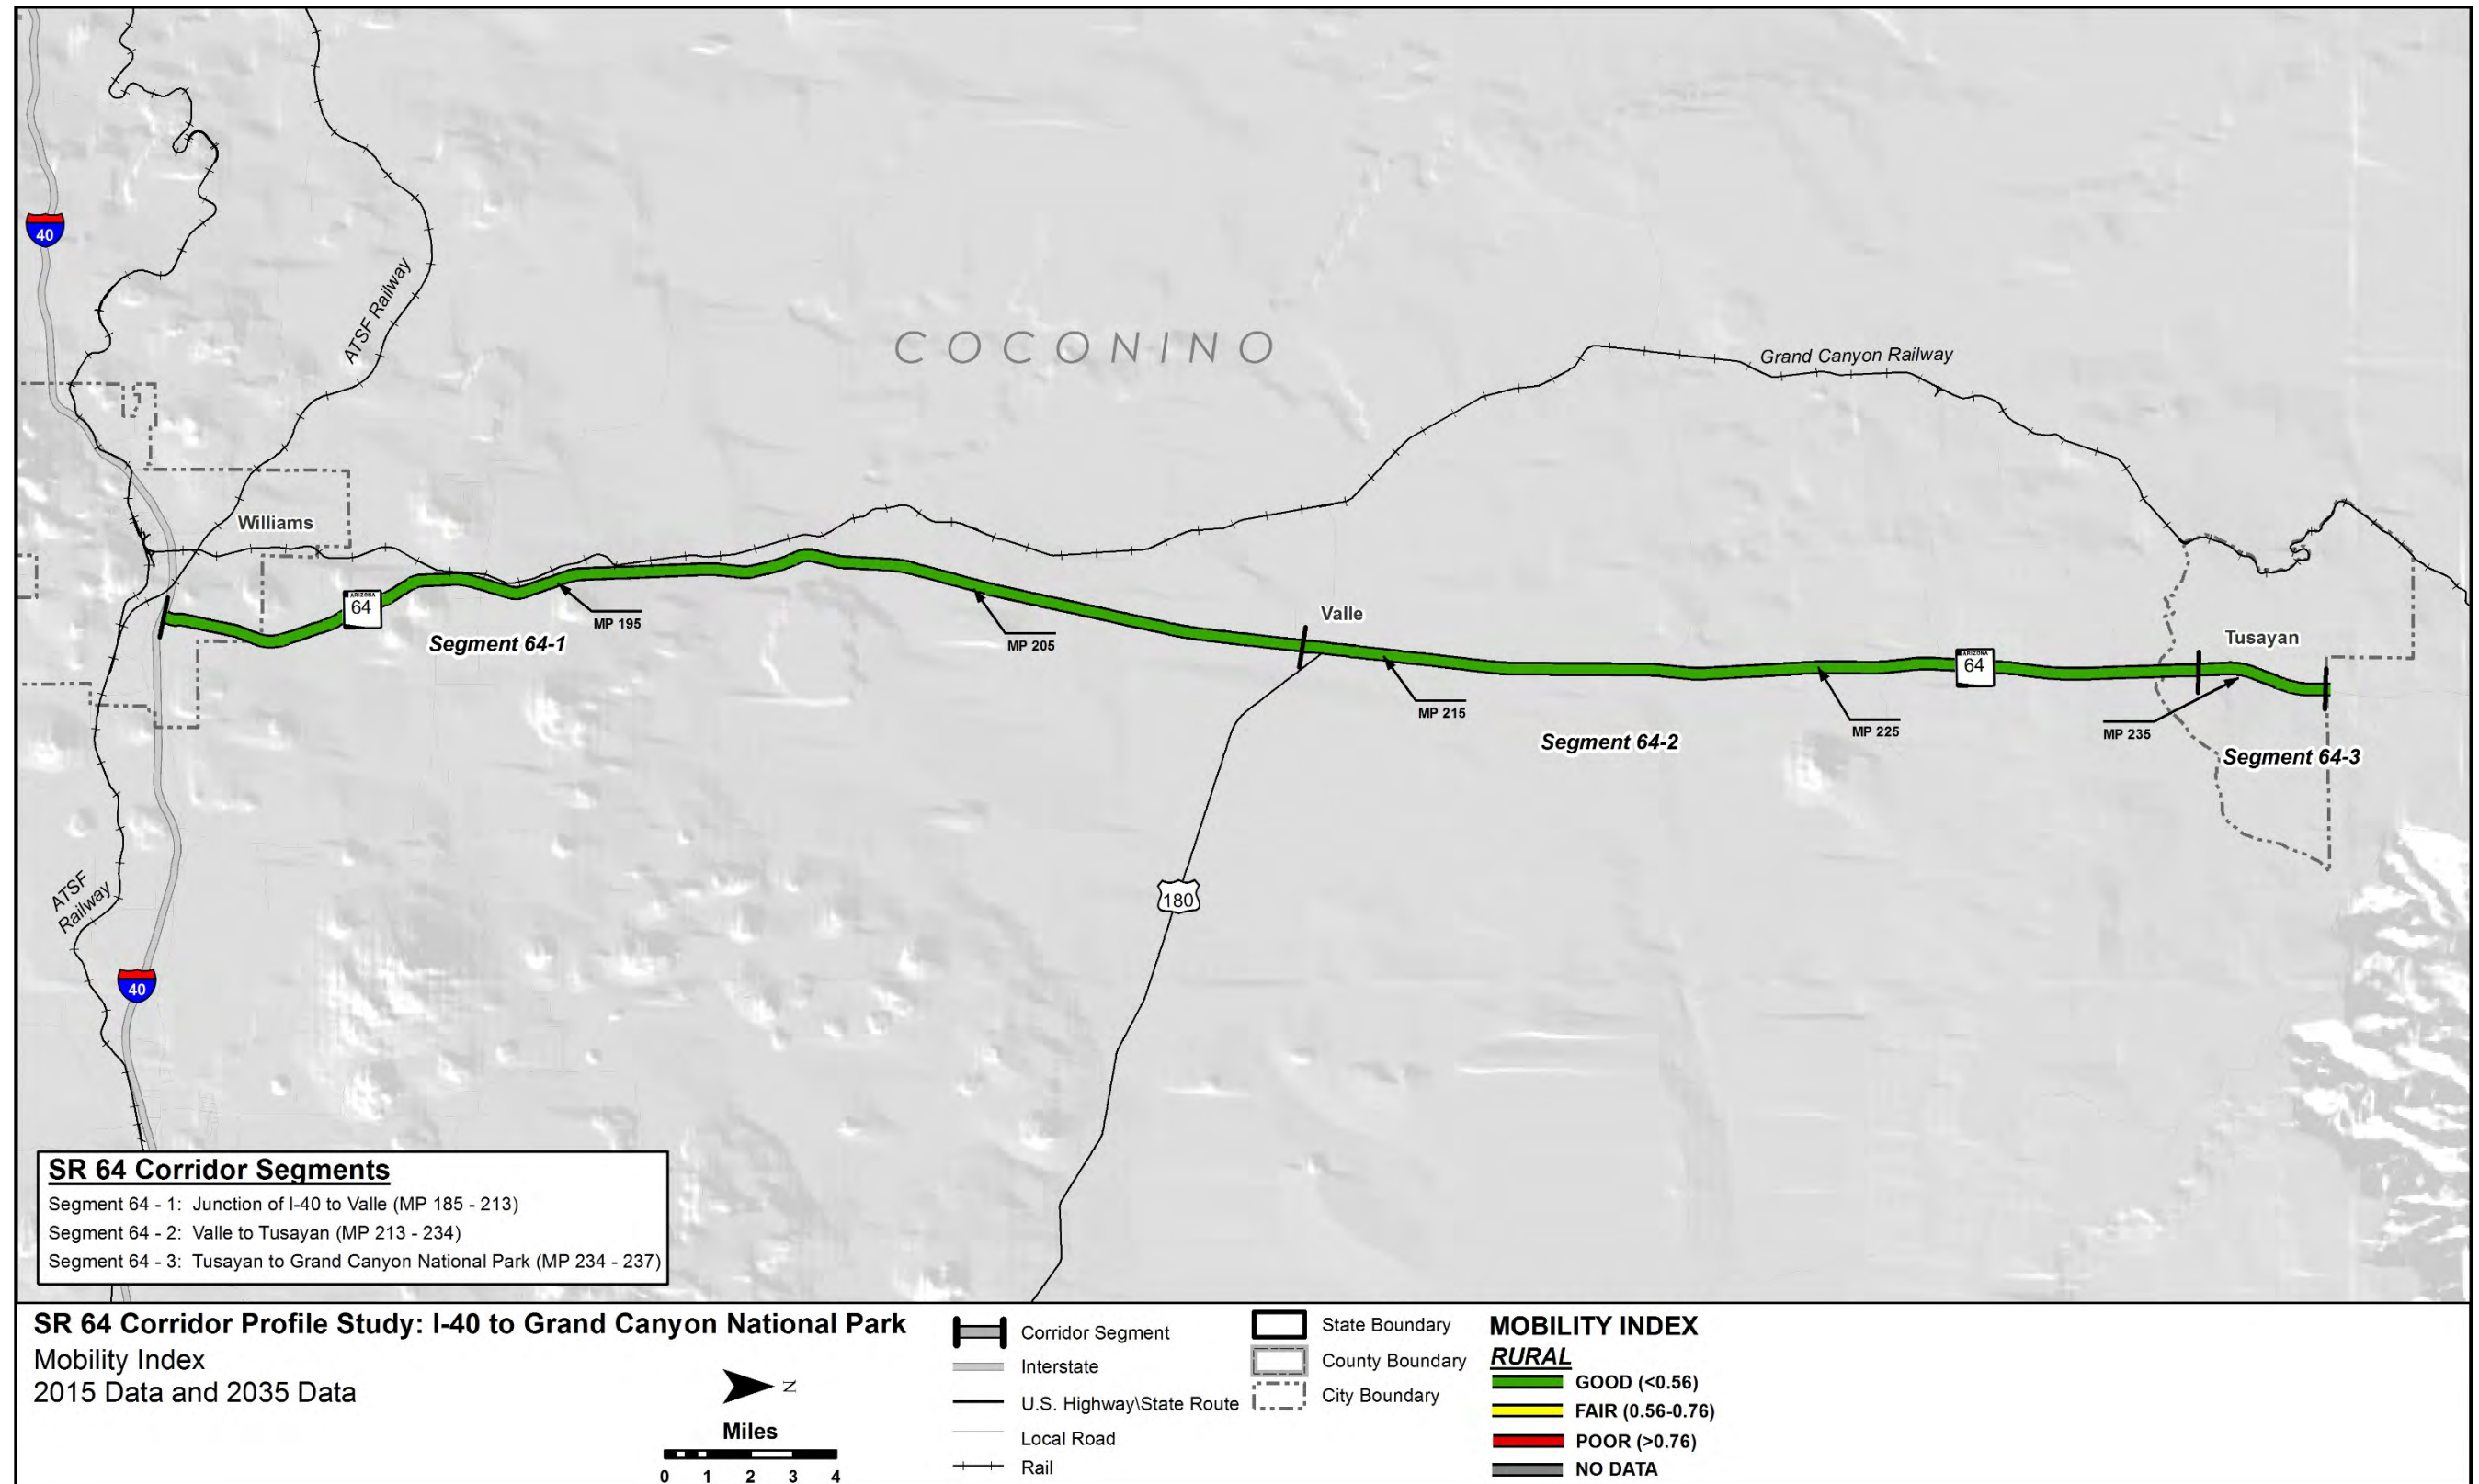 40
ATSF Railway
COCONINO
Grand Canyon Railway
Williams
ARIZONA
64
MP 195
Segment 64-1
MP 205
Valle
MP 215
Segment 64-2
MP 225
ARIZONA
64
Tusayan
MP 235
Segment 64-3
180
ATSF
Railway
40
SR 64 Corridor Segments
Segment 64 - 1: Junction of I-40 to Valle (MP 185 - 213)
Segment 64 - 2: Valle to Tusayan (MP 213 - 234)
Segment 64 - 3: Tusayan to Grand Canyon National Park (MP 234 - 237)
SR 64 Corridor Profile Study: I-40 to Grand Canyon National Park
Mobility Index
2015 Data and 2035 Data
N
Miles
0 1 2 3 4
Corridor Segment
Interstate
U.S. Highway\State Route
Local Road
Rail
State Boundary
County Boundary
City Boundary
MOBILITY INDEX
RURAL
GOOD (<0.56)
FAIR (0.56-0.76)
POOR (>0.76)
NO DATA